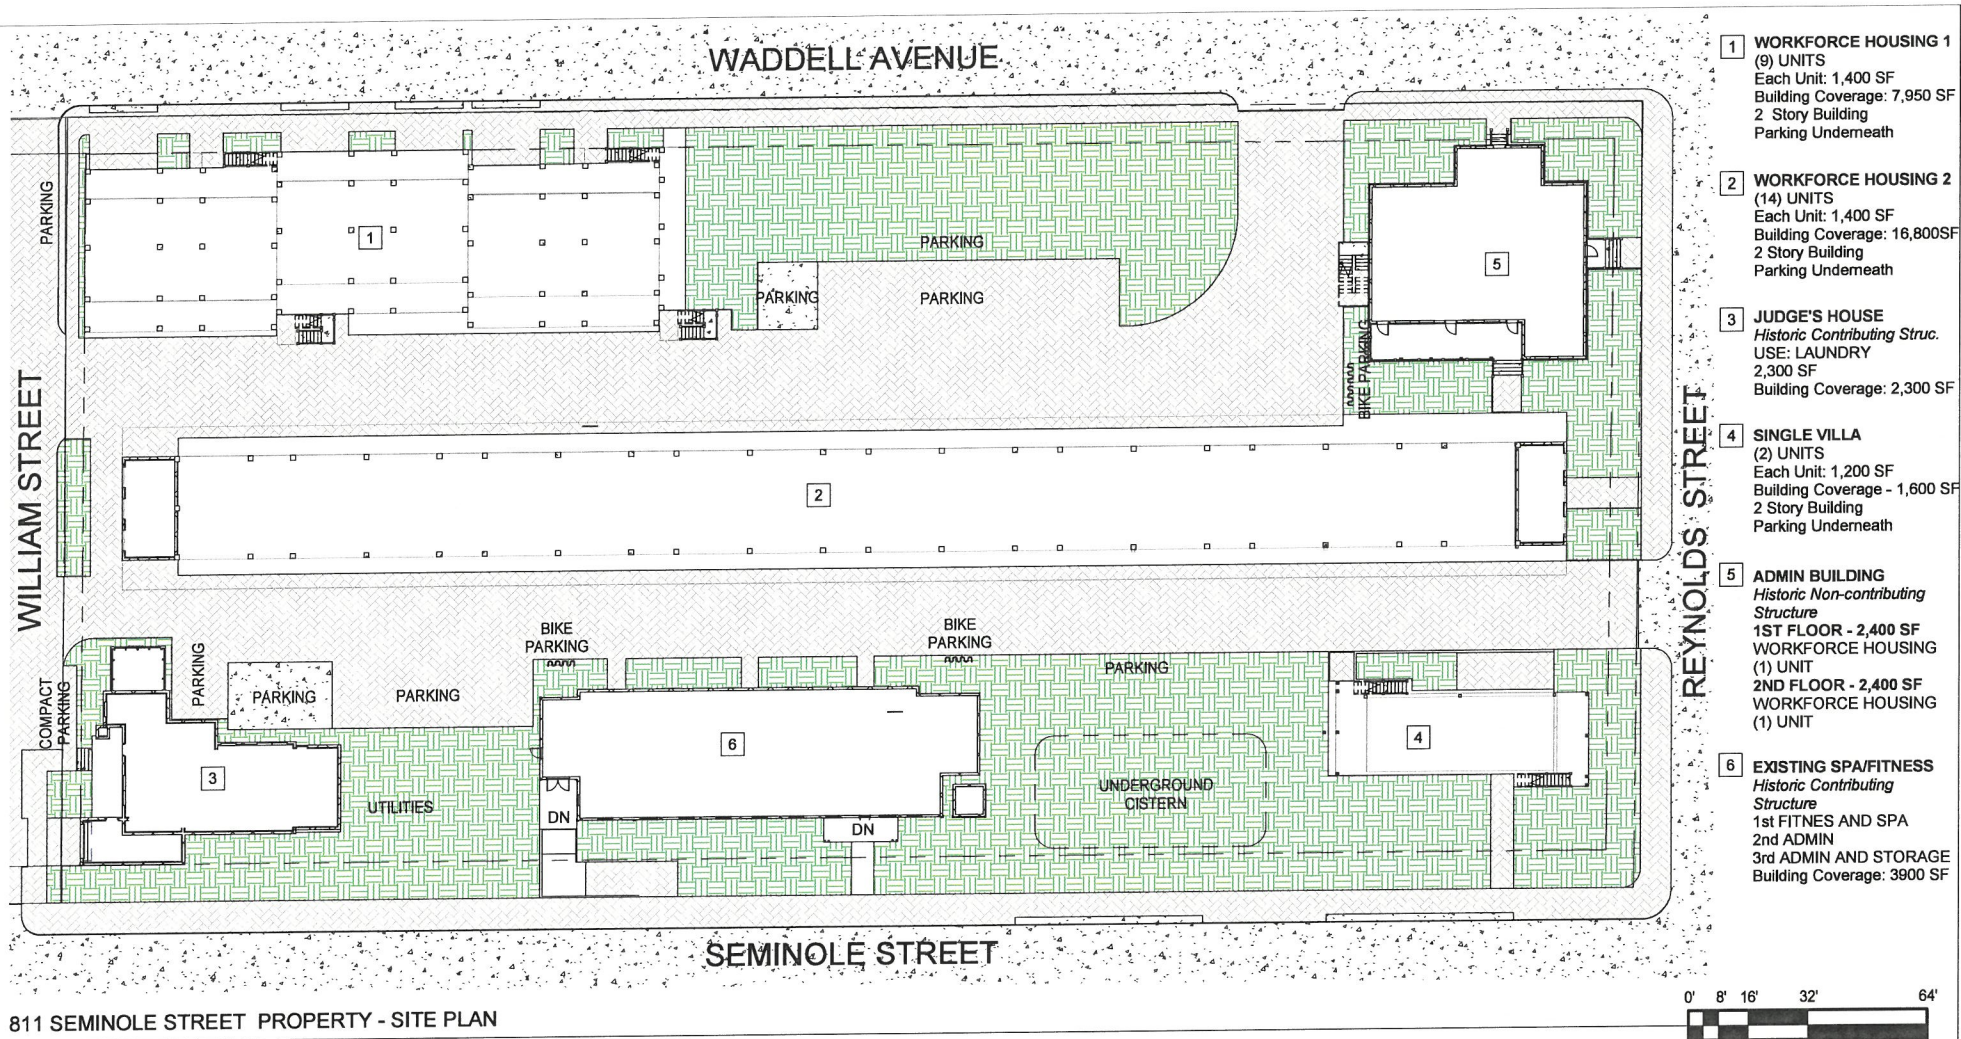 WADDELL AVENUE
PARKING
1
PARKING
PARKING
PARKING
5
BIKE PARKING
WILLIAM STREET
2
REYNOLDS STREET
BIKE
PARKING
BIKE
PARKING
COMPACT
PARKING
PARKING
PARKING
PARKING
PARKING
3
UTILITIES
6
DN
DN
UNDERGROUND
CISTERN
4
SEMINOLE STREET
811 SEMINOLE STREET PROPERTY - SITE PLAN
1 WORKFORCE HOUSING 1
(9) UNITS
Each Unit: 1,400 SF
Building Coverage: 7,950 SF
2 Story Building
Parking Underneath
2 WORKFORCE HOUSING 2
(14) UNITS
Each Unit: 1,400 SF
Building Coverage: 16,800SF
2 Story Building
Parking Underneath
3 JUDGE'S HOUSE
Historic Contributing Struc.
USE: LAUNDRY
2,300 SF
Building Coverage: 2,300 SF
4 SINGLE VILLA
(2) UNITS
Each Unit: 1,200 SF
Building Coverage - 1,600 SF
2 Story Building
Parking Underneath
5 ADMIN BUILDING
Historic Non-contributing
Structure
1ST FLOOR - 2,400 SF
WORKFORCE HOUSING
(1) UNIT
2ND FLOOR - 2,400 SF
WORKFORCE HOUSING
(1) UNIT
6 EXISTING SPA/FITNESS
Historic Contributing
Structure
1st FITNES AND SPA
2nd ADMIN
3rd ADMIN AND STORAGE
Building Coverage: 3900 SF
0' 8' 16' 32' 64'